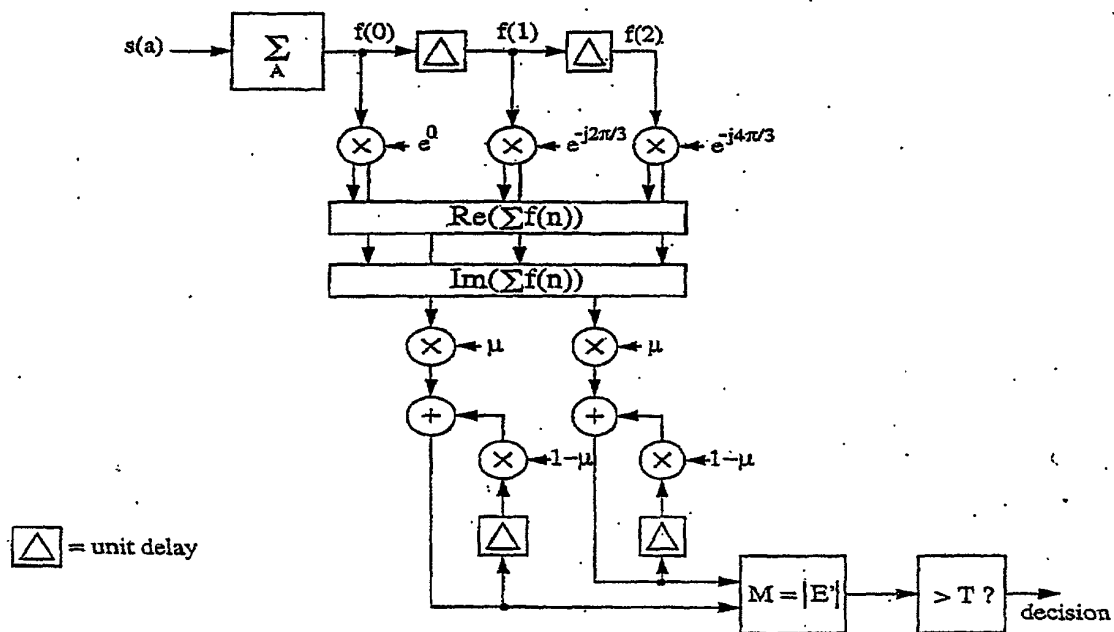 s(a)
Σ
A
f(0)
△
f(1)
△
f(2)
×
e^0
×
e^-j2π/3
×
e^-j4π/3
Re(Σf(n))
Im(Σf(n))
×
μ
×
μ
+
+
×
1−μ
×
1−μ
△
△
△ = unit delay
M = |E'|
> T ?
decision